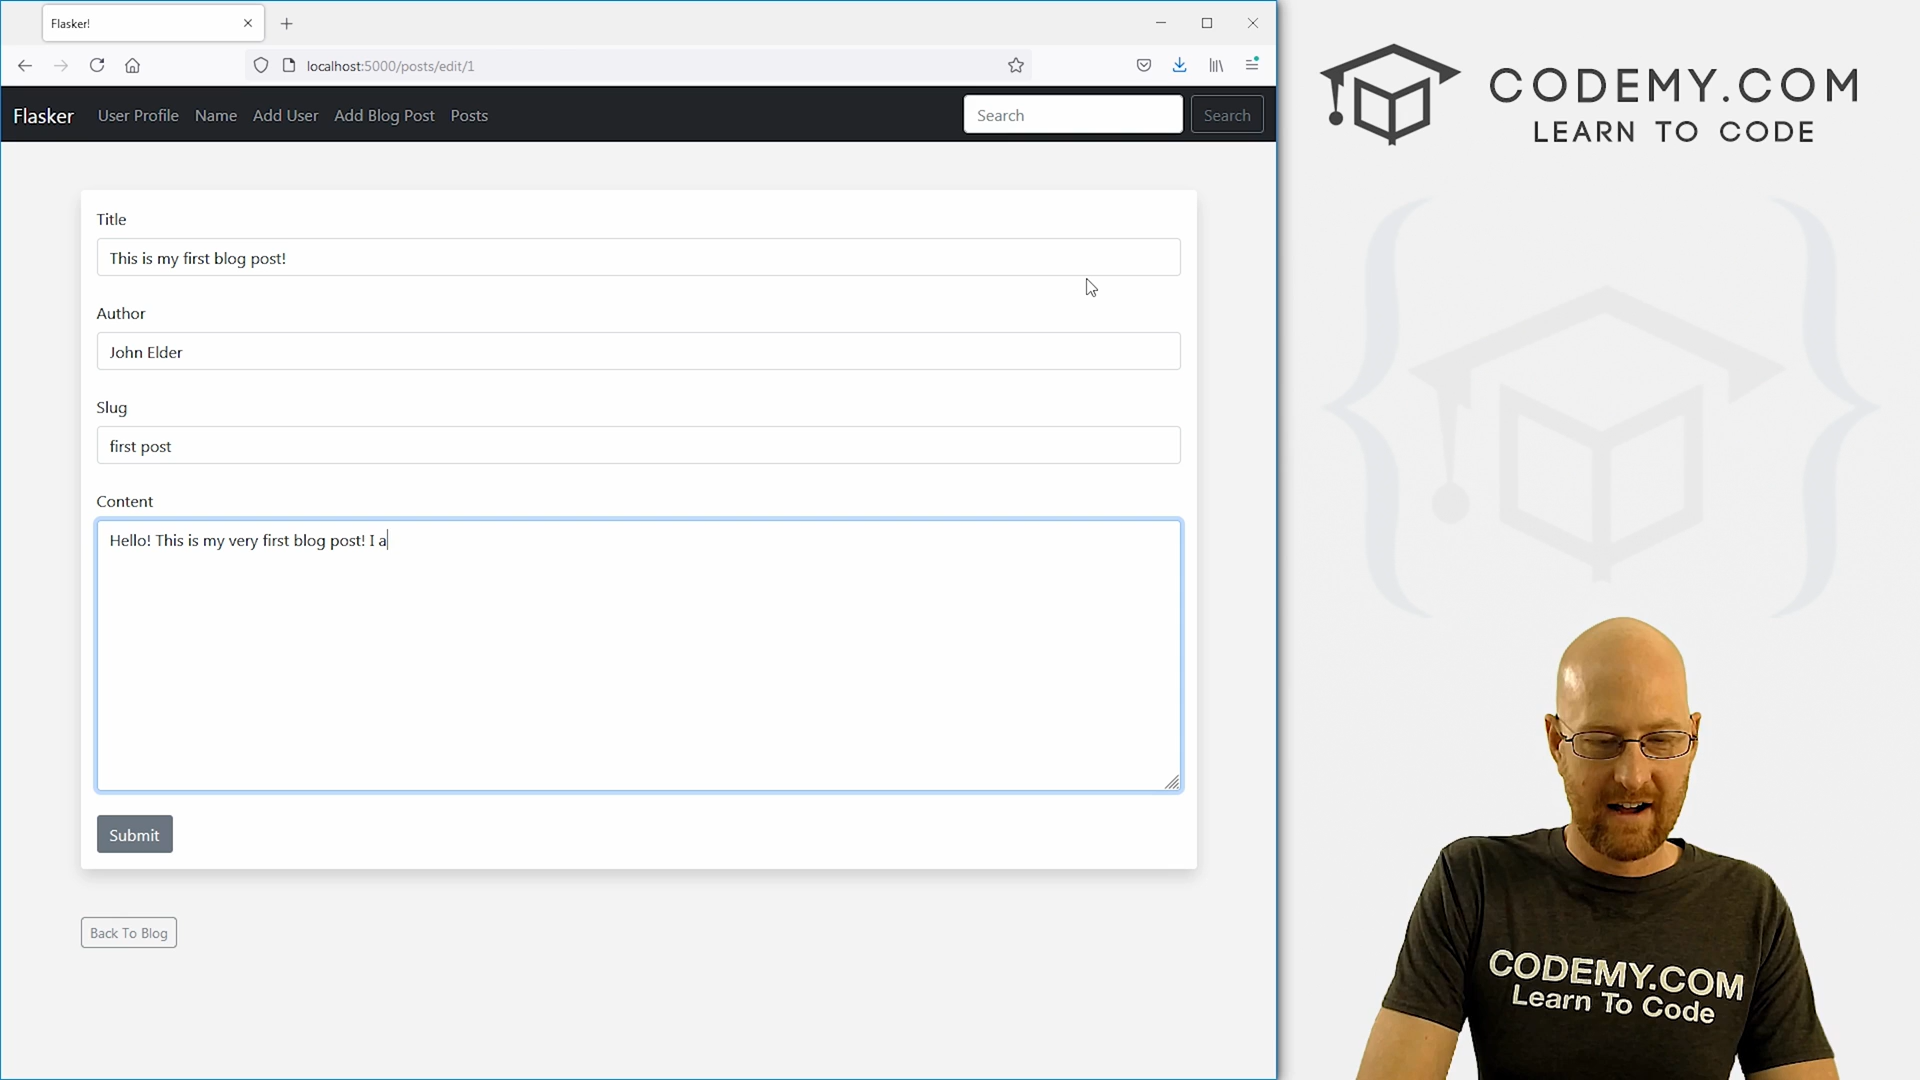 Flasker!
localhost:5000/posts/edit/1
Flasker
User Profile
Name
Add User
Add Blog Post
Posts
Search
Search
Title
This is my first blog post!
Author
John Elder
Slug
first post
Content
Hello! This is my very first blog post! I a
Submit
Back To Blog
CODEMY.COM
LEARN TO CODE
CODEMY.COM
Learn To Code